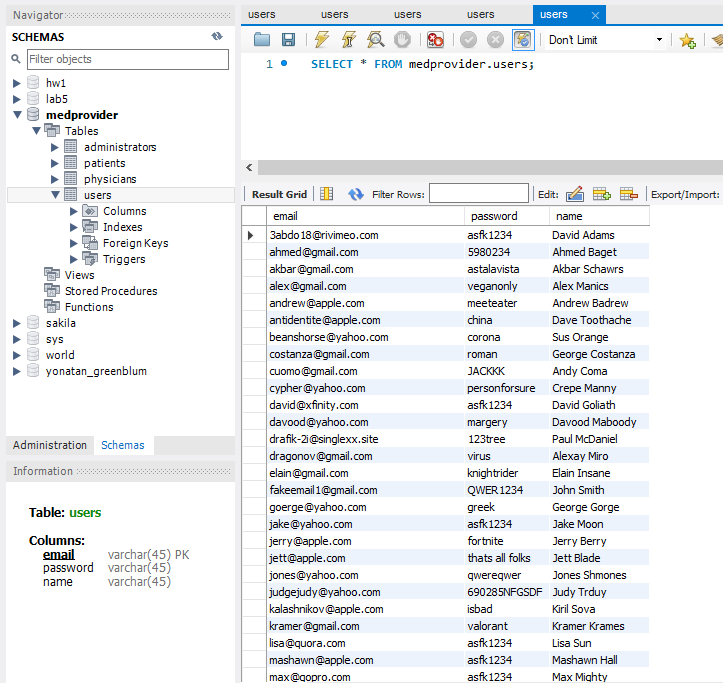 Navigator
SCHEMAS
Filter objects
hw1
lab5
medprovider
Tables
administrators
patients
physicians
users
Columns
Indexes
Foreign Keys
Triggers
Views
Stored Procedures
Functions
sakila
sys
world
yonatan_greenblum
Administration Schemas
Information
Table: users
Columns:
email varchar(45) PK
password varchar(45)
name varchar(45)
users users users users users
Don't Limit
1 SELECT * FROM medprovider.users;
Result Grid Filter Rows: Edit: Export/Import:
email password name
3abdo18@rivimeo.com asfk1234 David Adams
ahmed@gmail.com 5980234 Ahmed Baget
akbar@gmail.com astalavista Akbar Schawrs
alex@gmail.com veganonly Alex Manics
andrew@apple.com meeteater Andrew Badrew
antidentite@apple.com china Dave Toothache
beanshorse@yahoo.com corona Sus Orange
costanza@gmail.com roman George Costanza
cuomo@gmail.com JACKKK Andy Coma
cypher@yahoo.com personforsure Crepe Manny
david@xfinity.com asfk1234 David Goliath
davood@yahoo.com margery Davood Maboody
drafik-2i@singlexx.site 123tree Paul McDaniel
dragonov@gmail.com virus Alexay Miro
elain@gmail.com knightrider Elain Insane
fakeemail1@gmail.com QWER1234 John Smith
goerge@yahoo.com greek George Gorge
jake@yahoo.com asfk1234 Jake Moon
jerry@apple.com fortnite Jerry Berry
jett@apple.com thats all folks Jett Blade
jones@yahoo.com qwereqwer Jones Shmones
judgejudy@yahoo.com 690285NFGSDF Judy Trduy
kalashnikov@apple.com isbad Kiril Sova
kramer@gmail.com valorant Kramer Krames
lisa@quora.com asfk1234 Lisa Sun
mashawn@apple.com asfk1234 Mashawn Hall
max@gopro.com asfk1234 Max Mighty